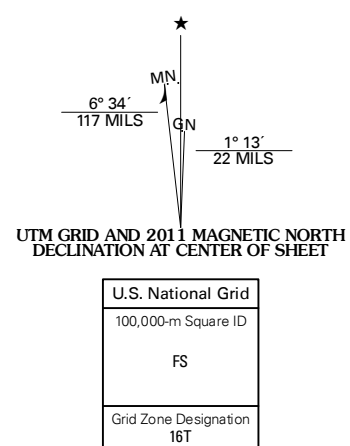 ★
MN
6° 34´
117 MILS
GN
1° 13´
22 MILS
UTM GRID AND 2011 MAGNETIC NORTH
DECLINATION AT CENTER OF SHEET
U.S. National Grid
100,000-m Square ID
FS
Grid Zone Designation
16T